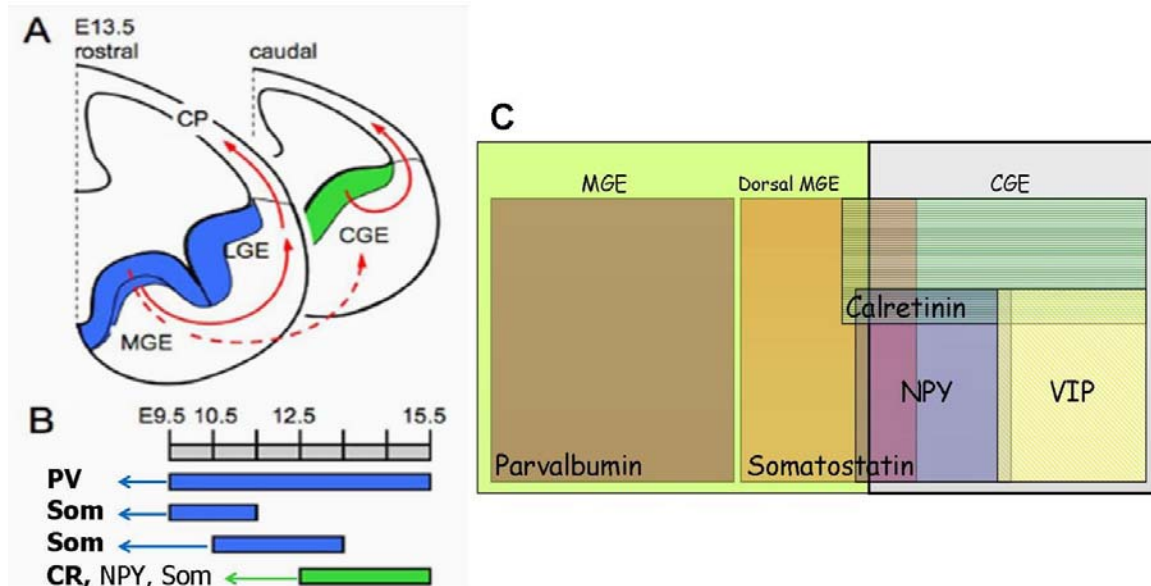 A
E13.5
rostral
caudal
CP
LGE
CGE
MGE
B
E9.5 10.5 12.5 15.5
PV
Som
Som
CR, NPY, Som
C
MGE Dorsal MGE CGE
Calretinin
NPY VIP
Parvalbumin Somatostatin